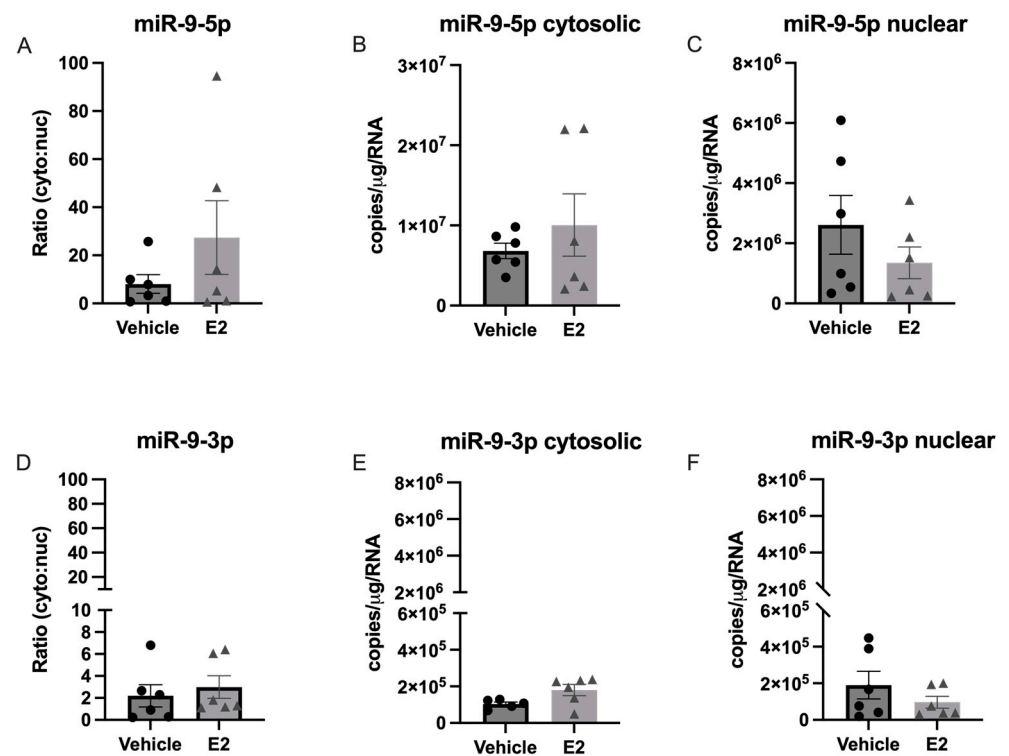 miR-9-5p
A
Ratio (cyto:nuc)
100
80
60
40
20
0
Vehicle
E2
miR-9-5p cytosolic
B
copies/μg/RNA
3×10⁷
2×10⁷
1×10⁷
0
Vehicle
E2
miR-9-5p nuclear
C
copies/μg/RNA
8×10⁶
6×10⁶
4×10⁶
2×10⁶
0
Vehicle
E2
miR-9-3p
D
Ratio (cyto:nuc)
100
80
60
40
20
10
8
6
4
2
0
Vehicle
E2
miR-9-3p cytosolic
E
copies/μg/RNA
8×10⁶
6×10⁶
4×10⁶
2×10⁶
6×10⁵
4×10⁵
2×10⁵
0
Vehicle
E2
miR-9-3p nuclear
F
copies/μg/RNA
8×10⁶
6×10⁶
4×10⁶
2×10⁶
6×10⁵
4×10⁵
2×10⁵
0
Vehicle
E2